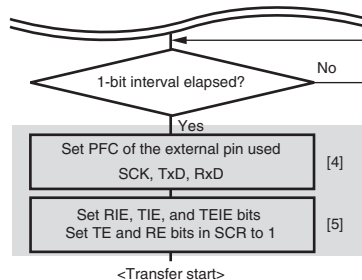 1-bit interval elapsed?
No
Yes
Set PFC of the external pin used
SCK, TxD, RxD
[4]
Set RIE, TIE, and TEIE bits
Set TE and RE bits in SCR to 1
[5]
<Transfer start>